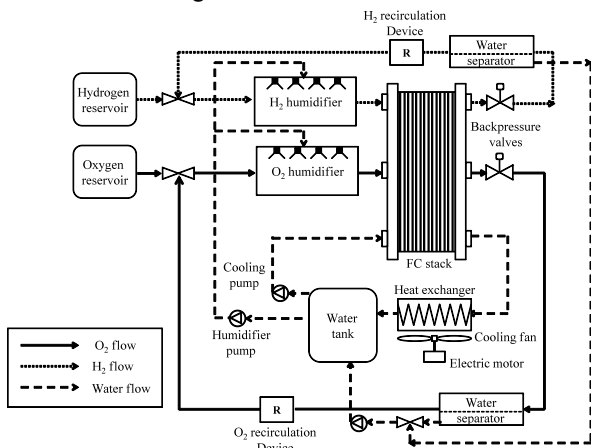 H2 recirculation
Device
R
Water
separator
Hydrogen
reservoir
H2 humidifier
Backpressure
valves
Oxygen
reservoir
O2 humidifier
FC stack
Cooling
pump
Heat exchanger
Water
tank
Humidifier
pump
Cooling fan
Electric motor
O2 flow
H2 flow
Water flow
R
Water
separator
O2 recirculation
Device